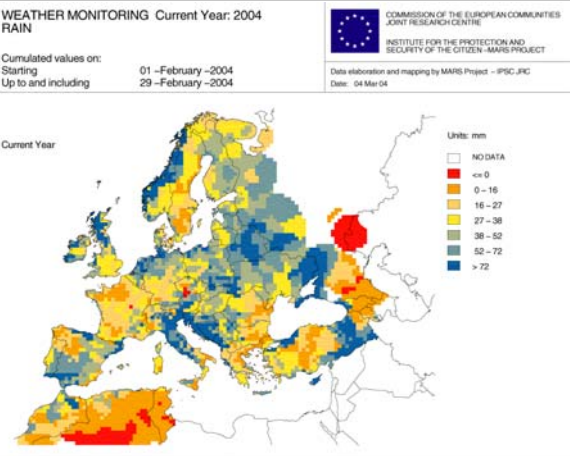 WEATHER MONITORING Current Year: 2004
RAIN
Cumulated values on:
Starting 01 -February -2004
Up to and including 29 -February -2004
COMMISSION OF THE EUROPEAN COMMUNITIES
JOINT RESEARCH CENTRE
INSTITUTE FOR THE PROTECTION AND
SECURITY OF THE CITIZEN -MARS PROJECT
Data elaboration and mapping by MARS Project - IPSC JRC
Date: 04 Mar 04
Current Year
Units: mm
NO DATA
<= 0
0 - 16
16 - 27
27 - 38
38 - 52
52 - 72
> 72